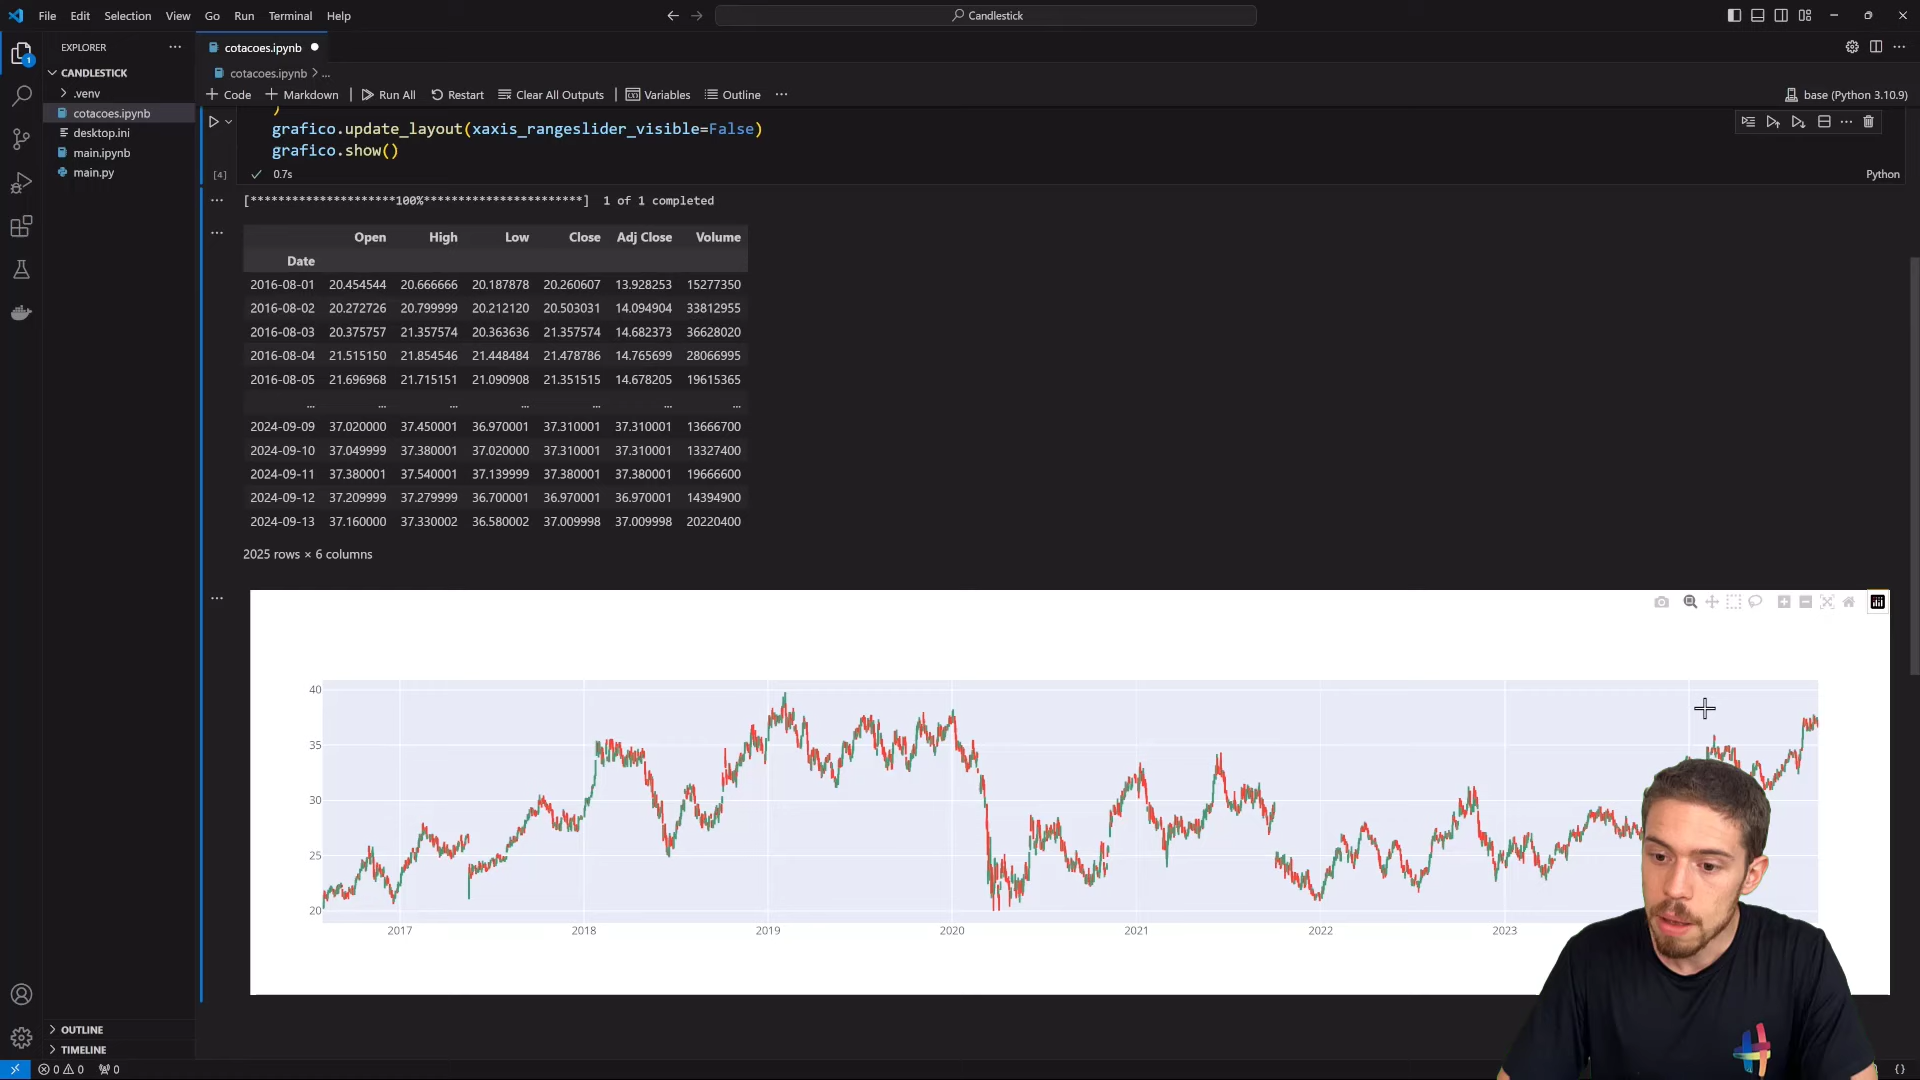 File Edit Selection View Go Run Terminal Help
Candlestick
EXPLORER
cotacoes.ipynb
CANDLESTICK
cotacoes.ipynb > ...
.venv
Code Markdown Run All Restart Clear All Outputs Variables Outline ...
base (Python 3.10.9)
cotacoes.ipynb
desktop.ini
main.ipynb
main.py
1
)
grafico.update_layout(xaxis_rangeslider_visible=False)
grafico.show()
[4] 0.7s
Python
[*********************100%***********************] 1 of 1 completed
Open High Low Close Adj Close Volume
Date
2016-08-01 20.454544 20.666666 20.187878 20.260607 13.928253 15277350
2016-08-02 20.272726 20.799999 20.212120 20.503031 14.094904 33812955
2016-08-03 20.375757 21.357574 20.363636 21.357574 14.682373 36628020
2016-08-04 21.515150 21.854546 21.448484 21.478786 14.765699 28066995
2016-08-05 21.696968 21.715151 21.090908 21.351515 14.678205 19615365
... ... ... ... ... ... ...
2024-09-09 37.020000 37.450001 36.970001 37.310001 37.310001 13666700
2024-09-10 37.049999 37.380001 37.020000 37.310001 37.310001 13327400
2024-09-11 37.380001 37.540001 37.139999 37.380001 37.380001 19666600
2024-09-12 37.209999 37.279999 36.700001 36.970001 36.970001 14394900
2024-09-13 37.160000 37.330002 36.580002 37.009998 37.009998 20220400
2025 rows × 6 columns
40
35
30
25
20
2017 2018 2019 2020 2021 2022 2023
OUTLINE
TIMELINE
0 0 0
{}